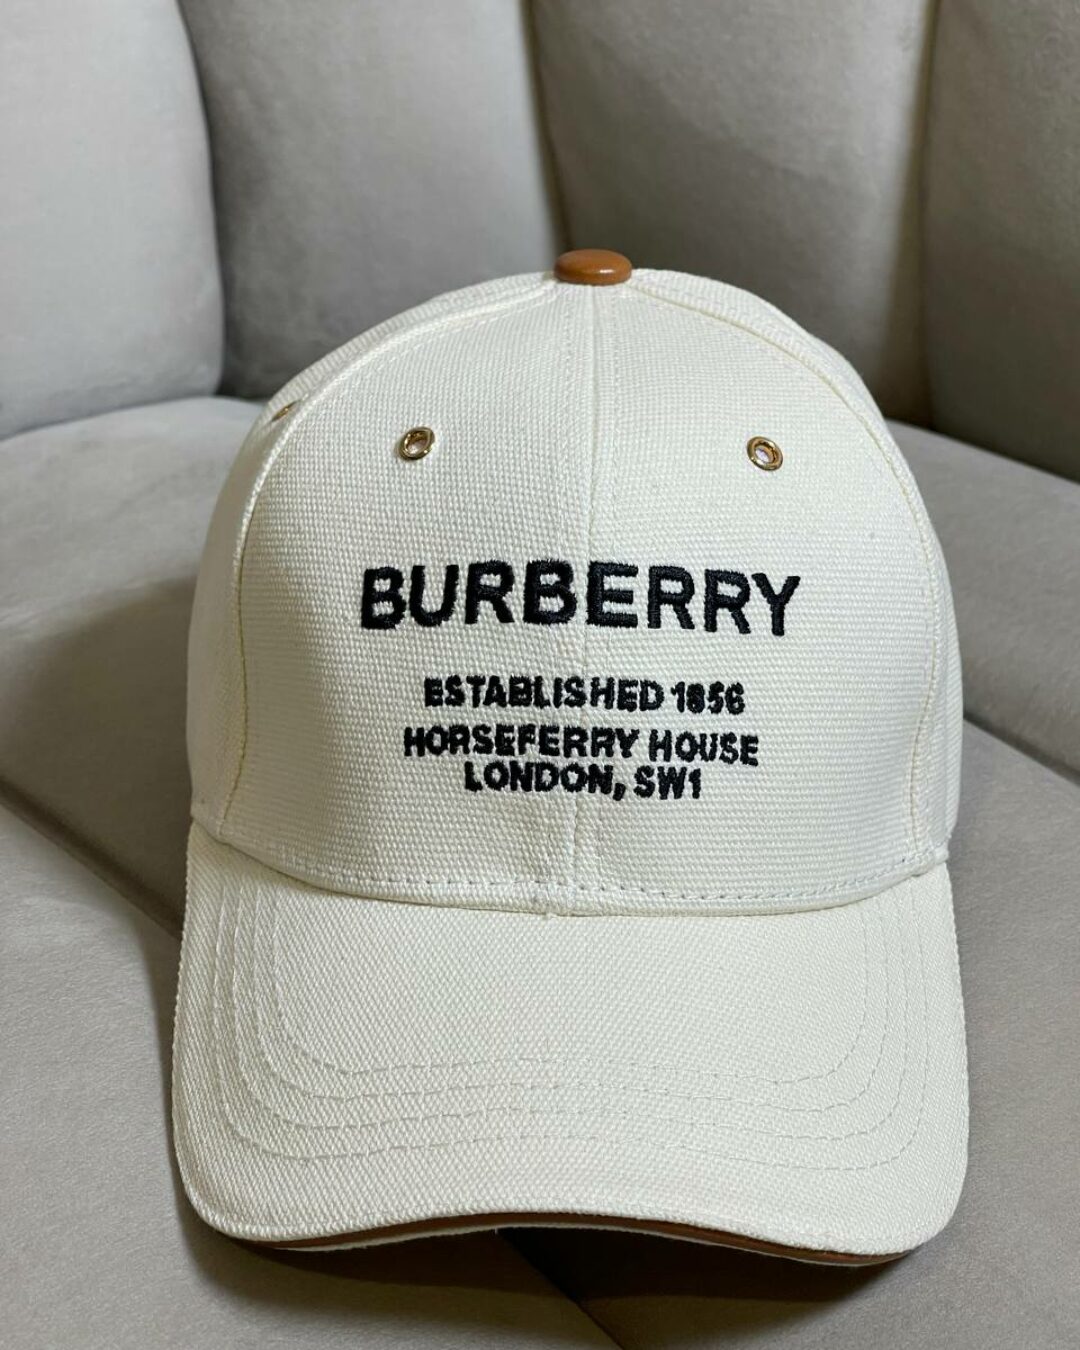 BURBERRY
ESTABLISHED 1856
HORSEFERRY HOUSE
LONDON, SW1